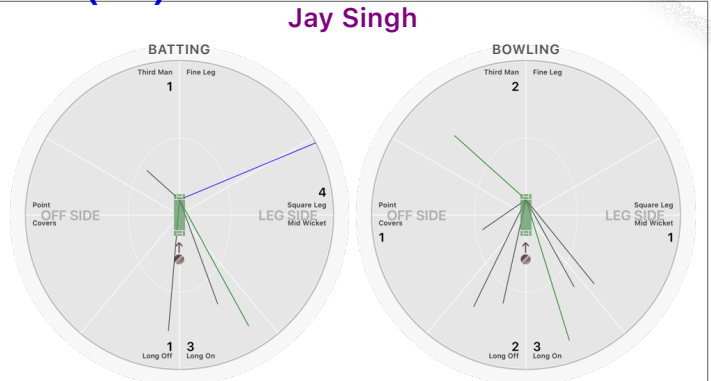 Jay Singh
BATTING
Third Man Fine Leg
1
4
Point
Square Leg
OFF SIDE
LEG SIDE
Covers
Mid Wicket
1 3
Long Off Long On
BOWLING
Third Man Fine Leg
2
Point
Square Leg
OFF SIDE
LEG SIDE
Covers
Mid Wicket
1
1
2 3
Long Off Long On